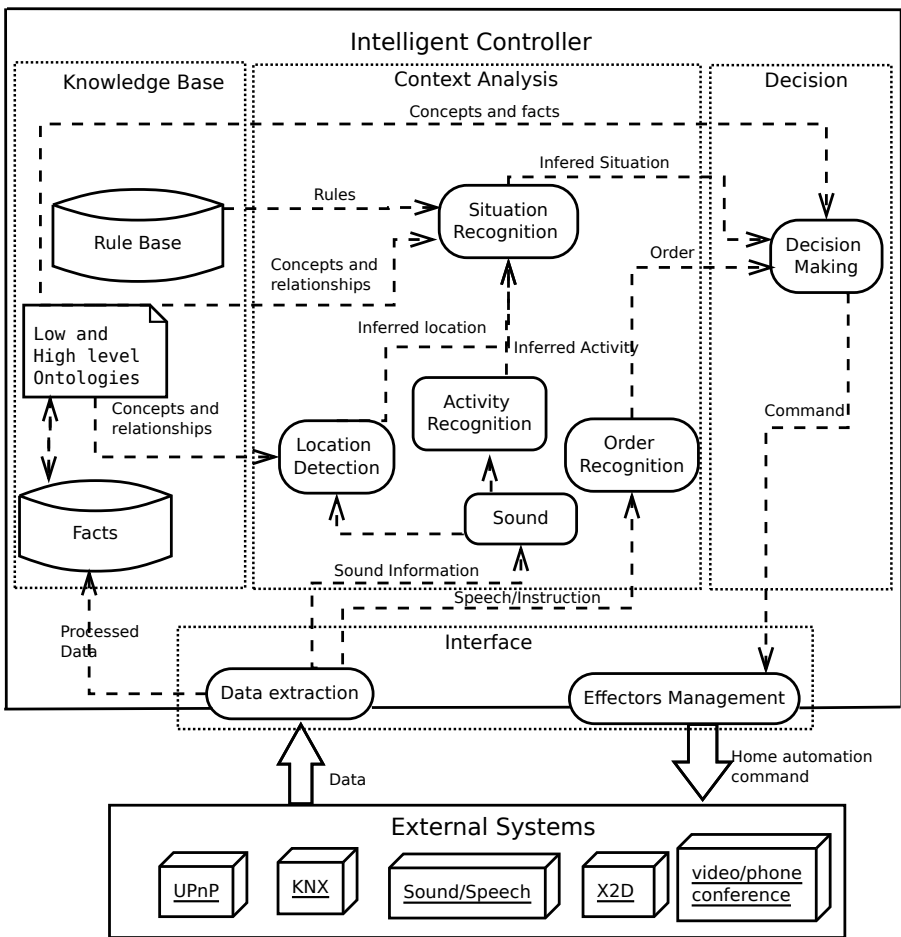 Intelligent Controller
Knowledge Base
Context Analysis
Decision
Concepts and facts
Infered Situation
Rules
Situation
Recognition
Rule Base
Order
Decision
Making
Concepts and
relationships
Low and
High level
Ontologies
Inferred location
Inferred Activity
Concepts and
relationships
Activity
Recognition
Command
Location
Detection
Order
Recognition
Facts
Sound
Sound Information
Speech/Instruction
Processed
Data
Interface
Data extraction
Effectors Management
Data
Home automation
command
External Systems
UPnP
KNX
Sound/Speech
X2D
video/phone
conference